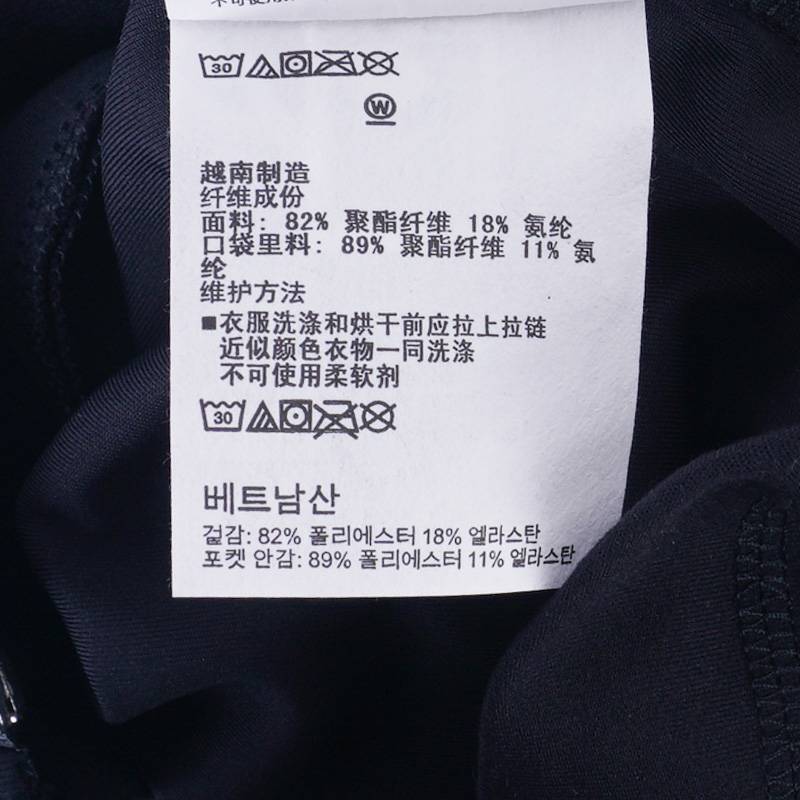 不可使用
30
W
越南制造
纤维成份
面料: 82% 聚酯纤维 18% 氨纶
口袋里料: 89% 聚酯纤维 11% 氨
纶
维护方法
■衣服洗涤和烘干前应拉上拉链
近似颜色衣物一同洗涤
不可使用柔软剂
30
베트남산
겉감: 82% 폴리에스터 18% 엘라스탄
포켓 안감: 89% 폴리에스터 11% 엘라스탄